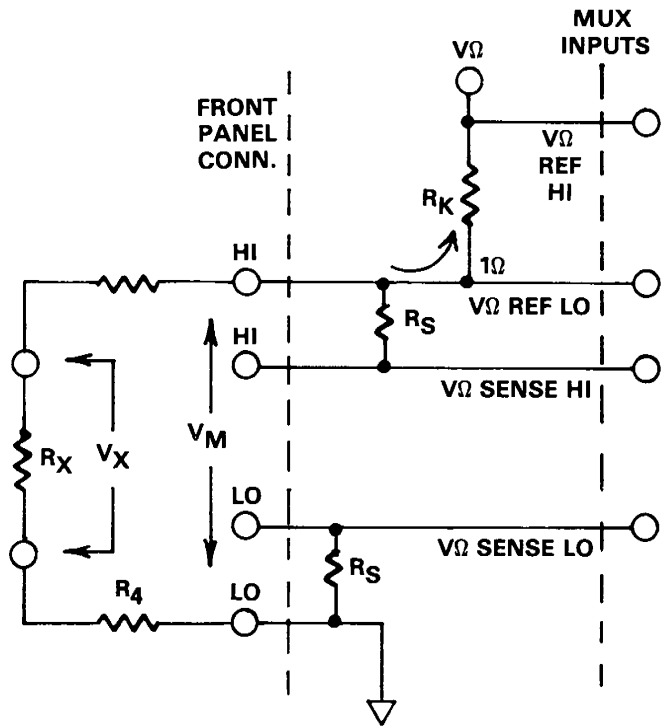 MUX
INPUTS
VΩ
FRONT
PANEL
CONN.
VΩ
REF
HI
RK
HI
1Ω
VΩ REF LO
RS
HI
VΩ SENSE HI
VM
RX
VX
LO
VΩ SENSE LO
RS
R4
LO